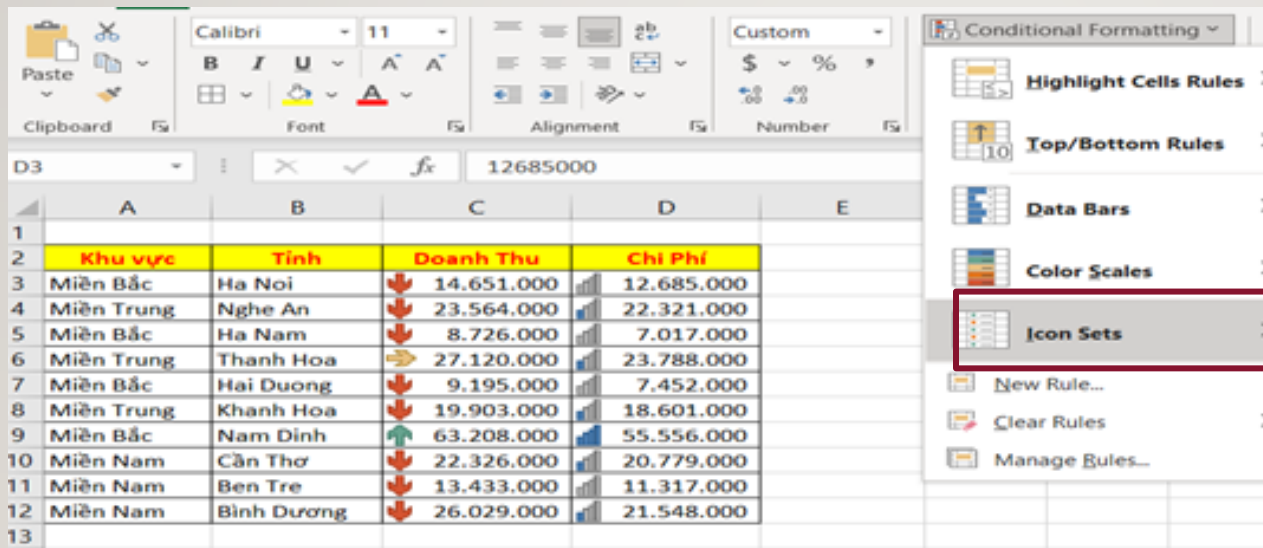 Calibri 11 ab Custom Conditional Formatting
Paste B I U A A $ % ,
A .00 .00
Clipboard Font Alignment Number
D3 fx 12685000
A B C D E
1
2 Khu vực Tỉnh Doanh Thu Chi Phí
3 Miền Bắc Ha Noi 14.651.000 12.685.000
4 Miền Trung Nghe An 23.564.000 22.321.000
5 Miền Bắc Ha Nam 8.726.000 7.017.000
6 Miền Trung Thanh Hoa 27.120.000 23.788.000
7 Miền Bắc Hai Duong 9.195.000 7.452.000
8 Miền Trung Khanh Hoa 19.903.000 18.601.000
9 Miền Bắc Nam Dinh 63.208.000 55.556.000
10 Miền Nam Cần Thơ 22.326.000 20.779.000
11 Miền Nam Ben Tre 13.433.000 11.317.000
12 Miền Nam Bình Dương 26.029.000 21.548.000
13
Highlight Cells Rules
10 Top/Bottom Rules
Data Bars
Color Scales
Icon Sets
New Rule...
Clear Rules
Manage Rules...